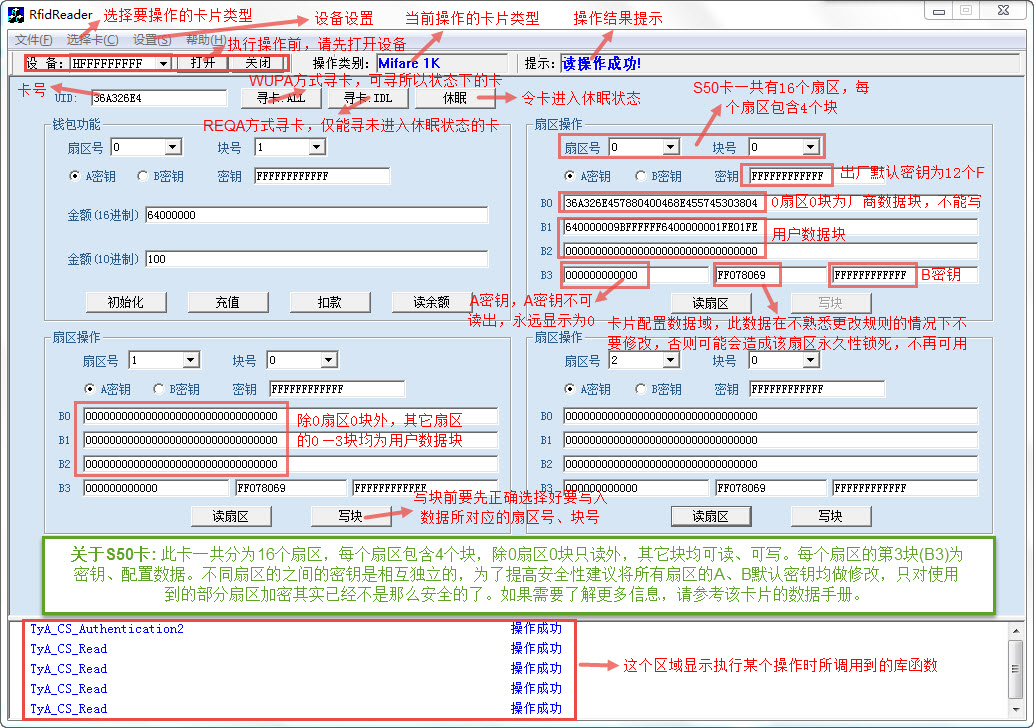 RfidReader
选择要操作的卡片类型
设备设置
当前操作的卡片类型
操作结果提示
文件(F) 选择卡(C) 设置(S) 帮助(H)
执行操作前，请先打开设备
设 备: HFFFFFFFFF 打开 关闭 操作类别: Mifare 1K 提示: 读操作成功!
WUPA方式寻卡，可寻所以状态下的卡
卡号
UID: 36A326E4 寻卡 ALL 寻卡 IDL 休眠
令卡进入休眠状态
REQA方式寻卡，仅能寻未进入休眠状态的卡
S50卡一共有16个扇区，每
个扇区包含4个块
钱包功能
扇区号 0 块号 1
A密钥 B密钥 密钥 FFFFFFFFFFFF
金额(16进制) 64000000
金额(10进制) 100
初始化 充值 扣款 读余额
扇区操作
扇区号 0 块号 0
A密钥 B密钥 密钥 FFFFFFFFFFFF
出厂默认密钥为12个F
B0 36A326E457880400468E455745303804
0扇区0块为厂商数据块，不能写
B1 640000009BFFFFFF6400000001FE01FE
用户数据块
B2 00000000000000000000000000000000
B3 000000000000 FF078069 FFFFFFFFFFFF
B密钥
读扇区 写块
A密钥，A密钥不可
读出，永远显示为0
卡片配置数据域，此数据在不熟悉更改规则的情况下不
要修改，否则可能会造成该扇区永久性锁死，不再可用
扇区操作
扇区号 1 块号 0
A密钥 B密钥 密钥 FFFFFFFFFFFF
B0 00000000000000000000000000000000
B1 00000000000000000000000000000000
B2 00000000000000000000000000000000
除0扇区0块外，其它扇区
的0－3块均为用户数据块
B3 000000000000 FF078069 FFFFFFFFFFFF
读扇区 写块
写块前要先正确选择好要写入
数据所对应的扇区号、块号
扇区操作
扇区号 2 块号 0
A密钥 B密钥 密钥 FFFFFFFFFFFF
B0 00000000000000000000000000000000
B1 00000000000000000000000000000000
B2 00000000000000000000000000000000
B3 000000000000 FF078069 FFFFFFFFFFFF
读扇区 写块
关于S50卡: 此卡一共分为16个扇区，每个扇区包含4个块，除0扇区0块只读外，其它块均可读、可写。每个扇区的第3块(B3)为
密钥、配置数据。不同扇区的之间的密钥是相互独立的，为了提高安全性建议将所有扇区的A、B默认密钥均做修改，只对使用
到的部分扇区加密其实已经不是那么安全的了。如果需要了解更多信息，请参考该卡片的数据手册。
TyA_CS_Authentication2 操作成功
TyA_CS_Read 操作成功
TyA_CS_Read 操作成功
TyA_CS_Read 操作成功
TyA_CS_Read 操作成功
这个区域显示执行某个操作时所调用到的库函数